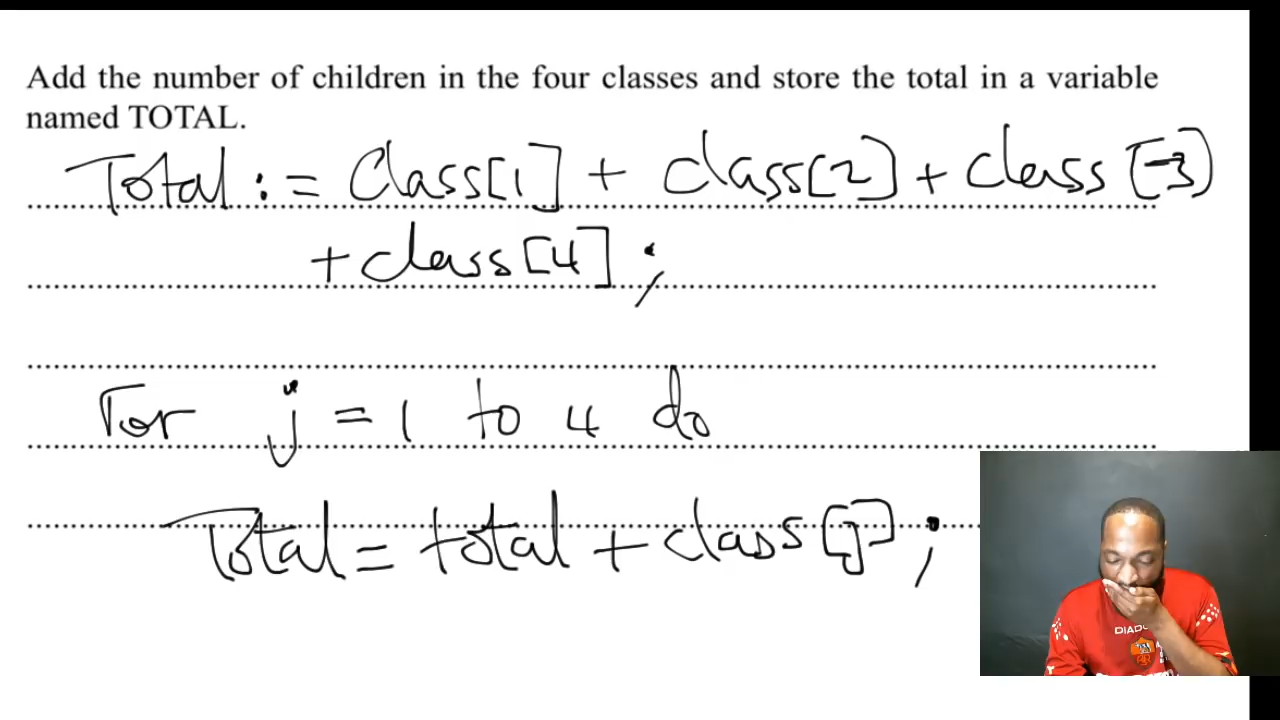 Add the number of children in the four classes and store the total in a variable
named TOTAL.
Total := Class[1] + class[2] + class [3]
+ class[4] ;
For j = 1 to 4 do
Total = total + class[j] ;
DIADO